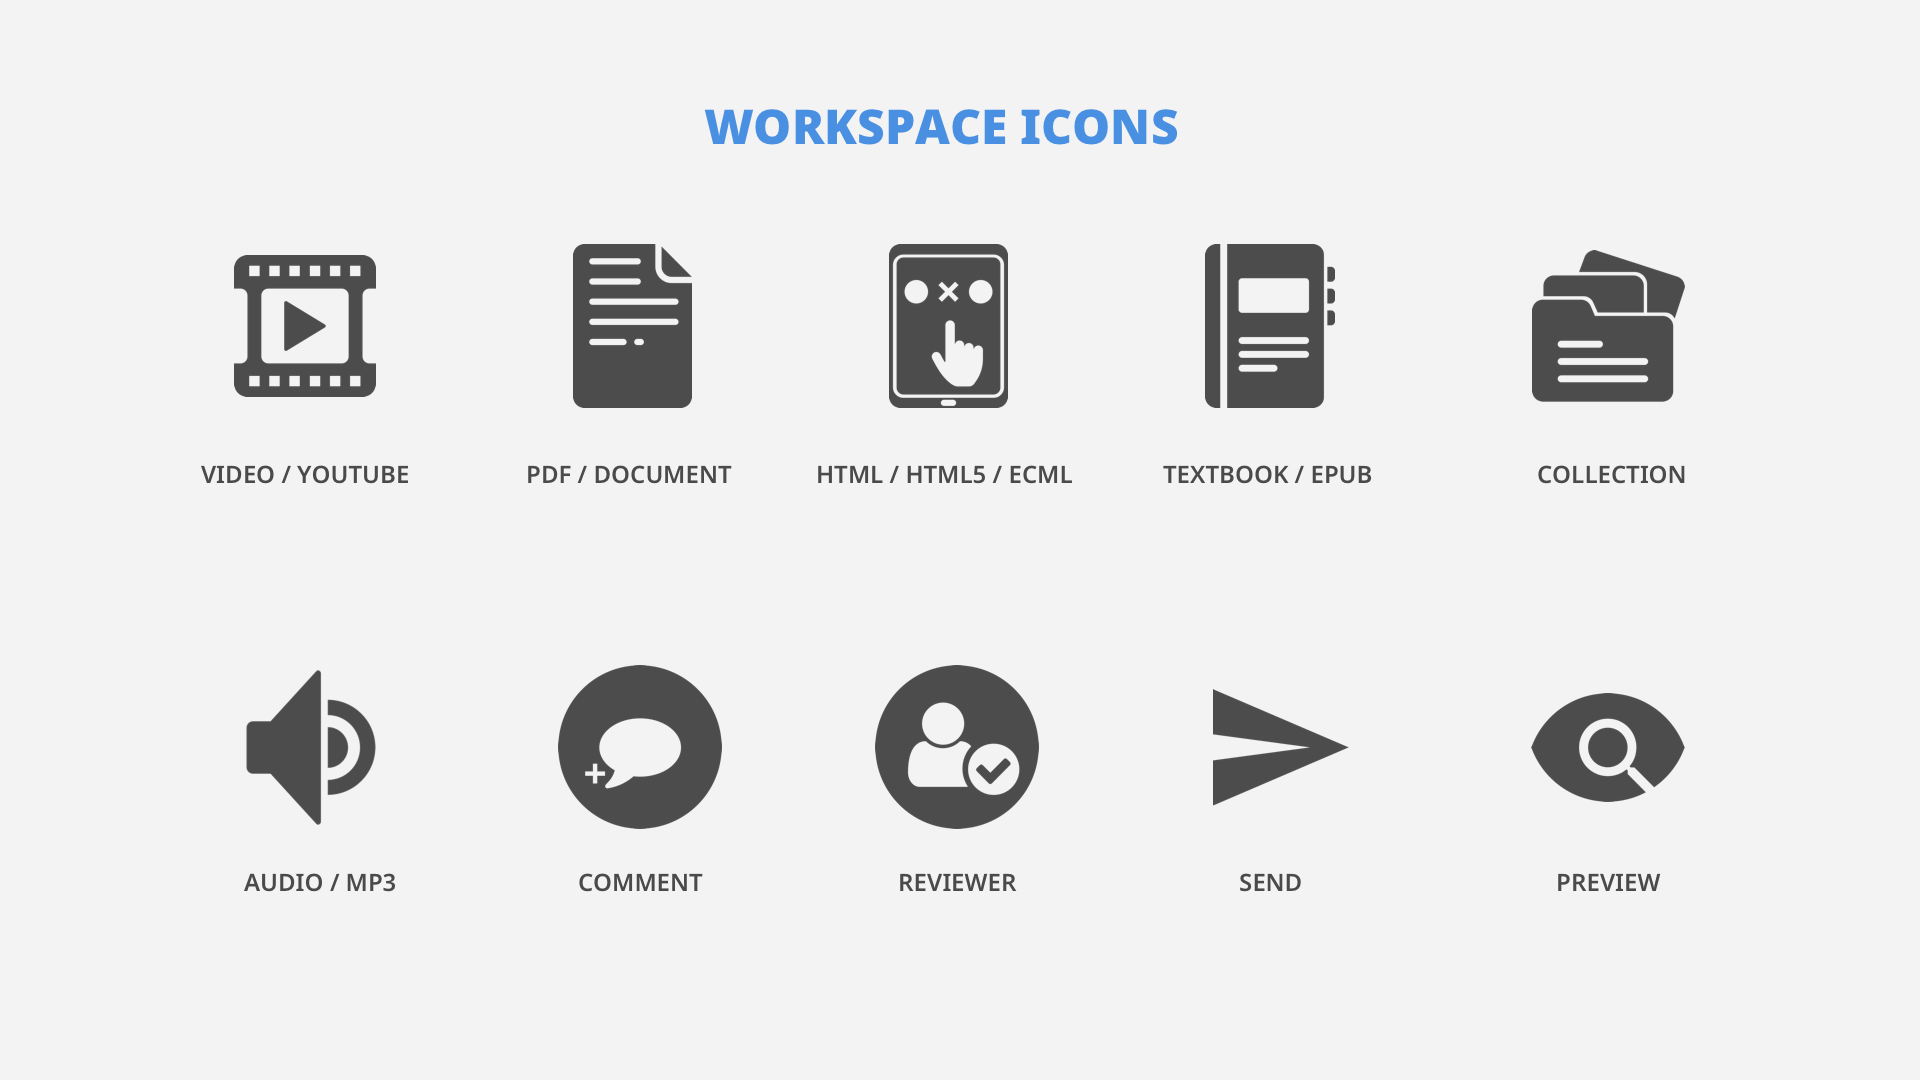 WORKSPACE ICONS
VIDEO / YOUTUBE
PDF / DOCUMENT
HTML / HTML5 / ECML
TEXTBOOK / EPUB
COLLECTION
AUDIO / MP3
COMMENT
REVIEWER
SEND
PREVIEW